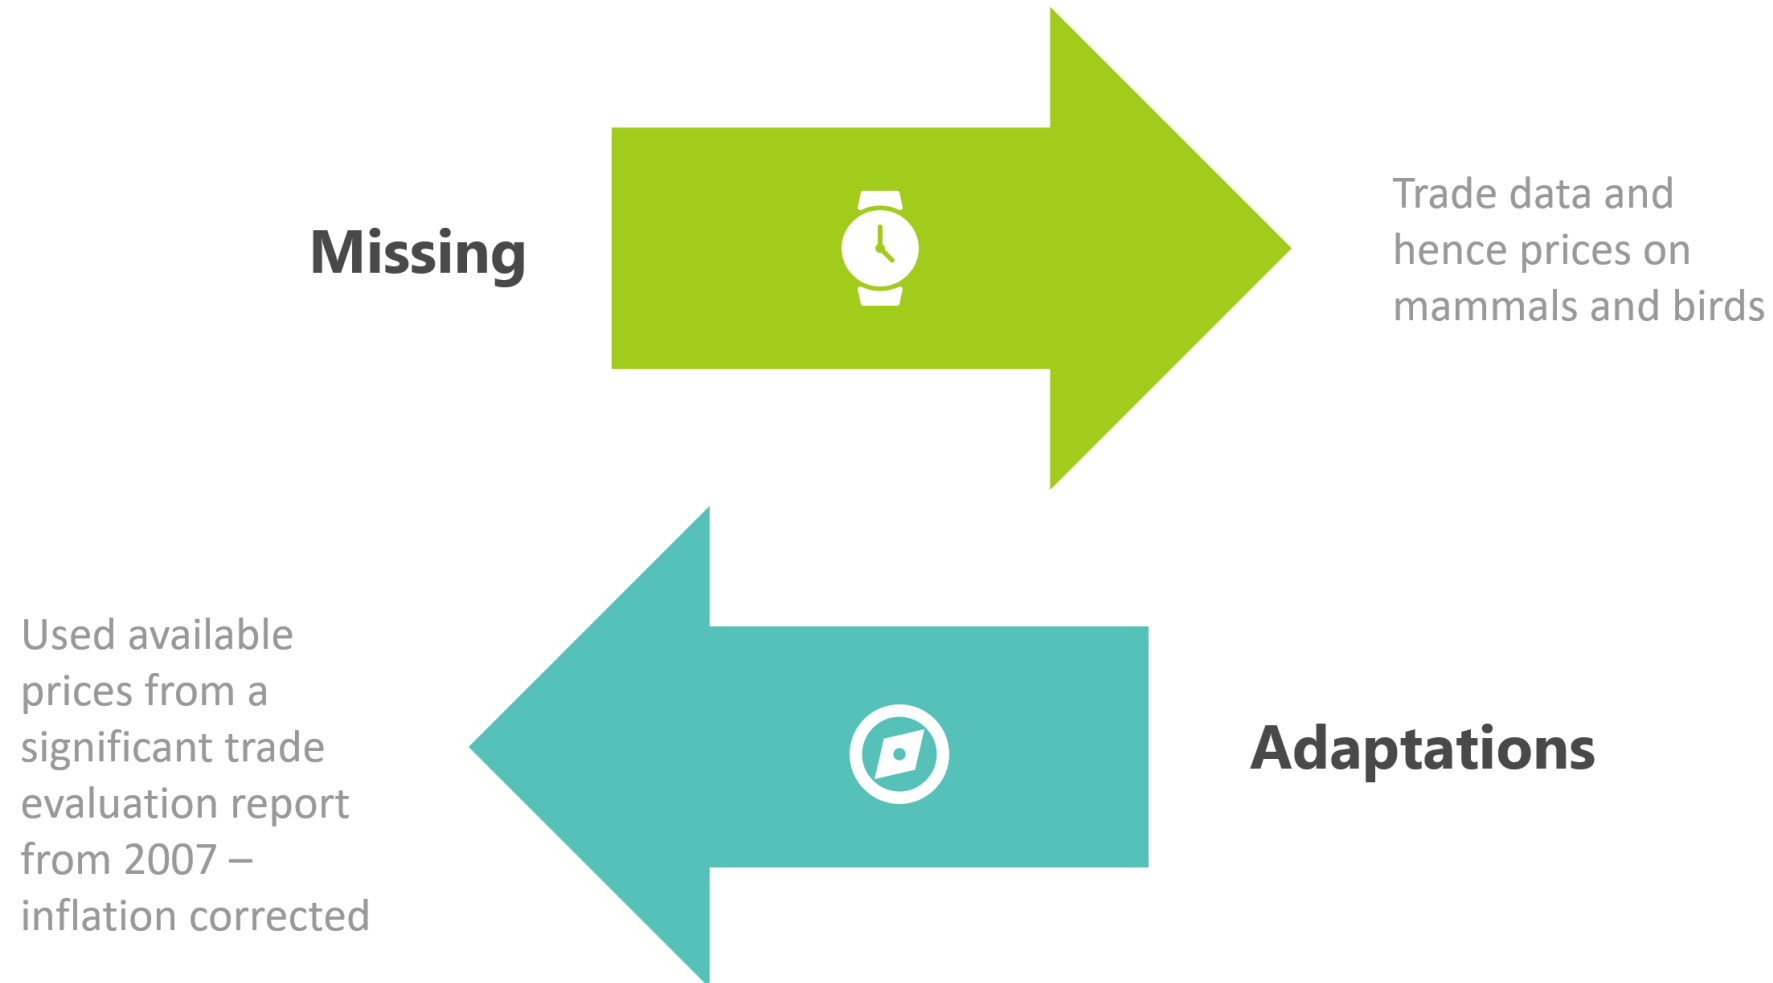 Missing
Trade data and
hence prices on
mammals and birds
Used available
prices from a
significant trade
evaluation report
from 2007 –
inflation corrected
Adaptations